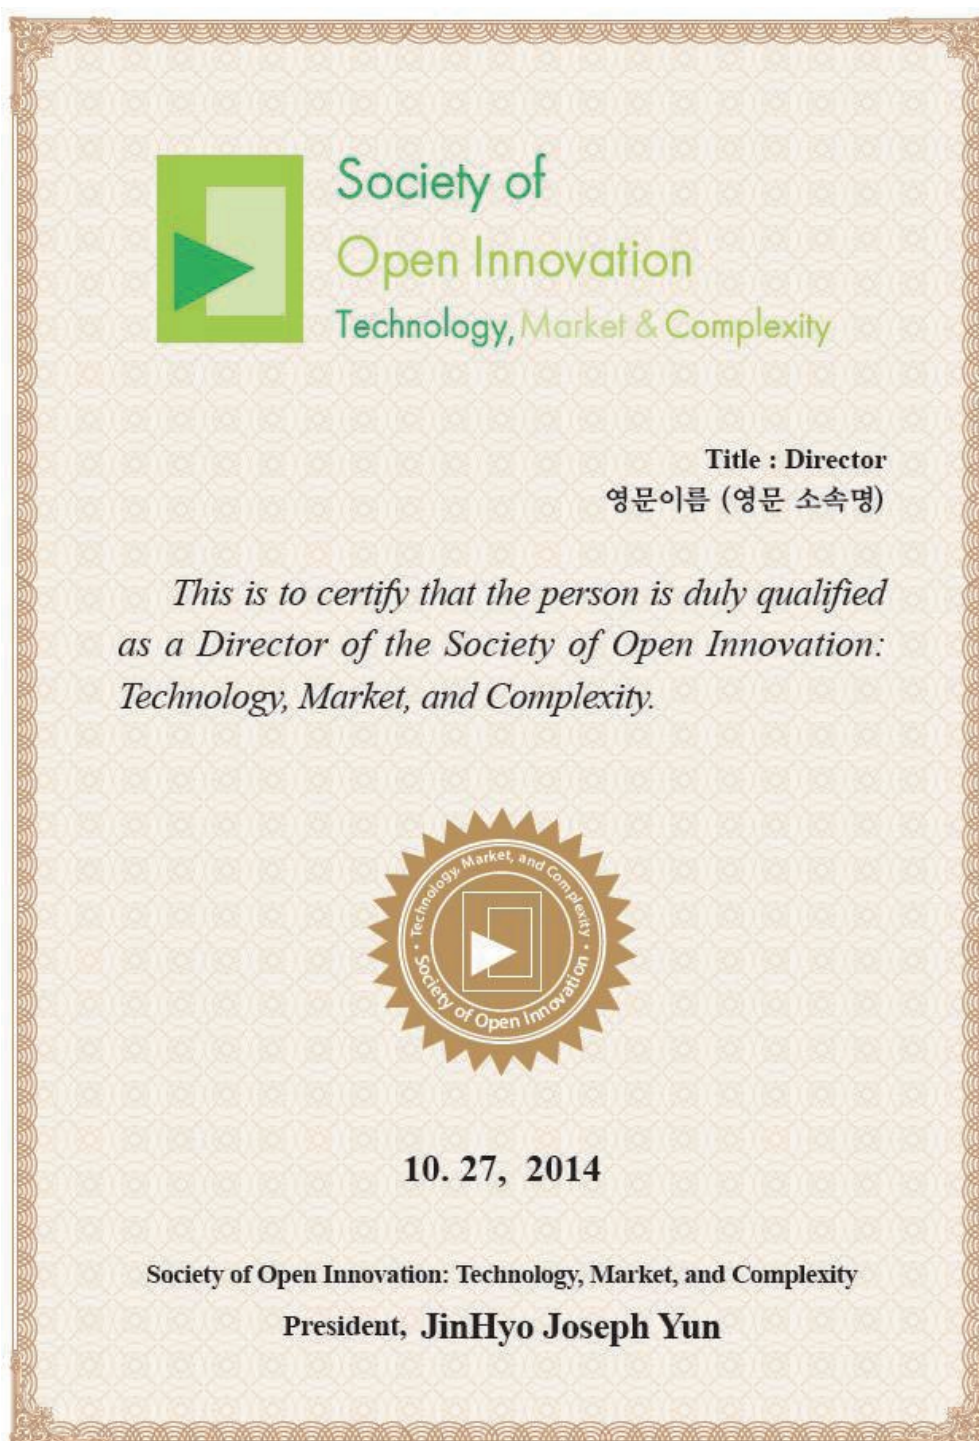 Society of
Open Innovation
Technology, Market & Complexity
Title : Director
영문이름 (영문 소속명)
This is to certify that the person is duly qualified
as a Director of the Society of Open Innovation:
Technology, Market, and Complexity.
• Technology, Market, and Complexity •
Society of Open Innovation
10. 27, 2014
Society of Open Innovation: Technology, Market, and Complexity
President, JinHyo Joseph Yun